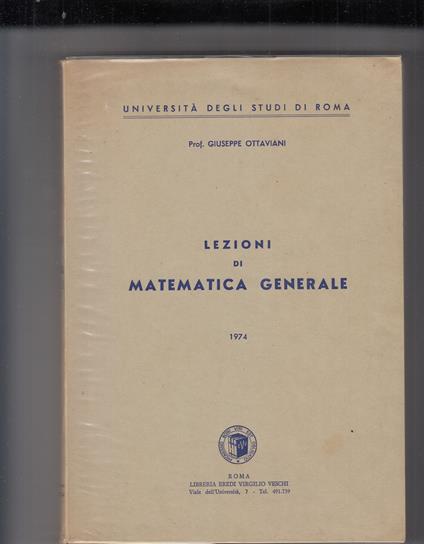 UNIVERSITÀ DEGLI STUDI DI ROMA
Prof. GIUSEPPE OTTAVIANI
LEZIONI
DI
MATEMATICA GENERALE
1974
ROMA
LIBRERIA EREDI VIRGILIO VESCHI
Viale dell'Università, 7 - Tel. 491.739